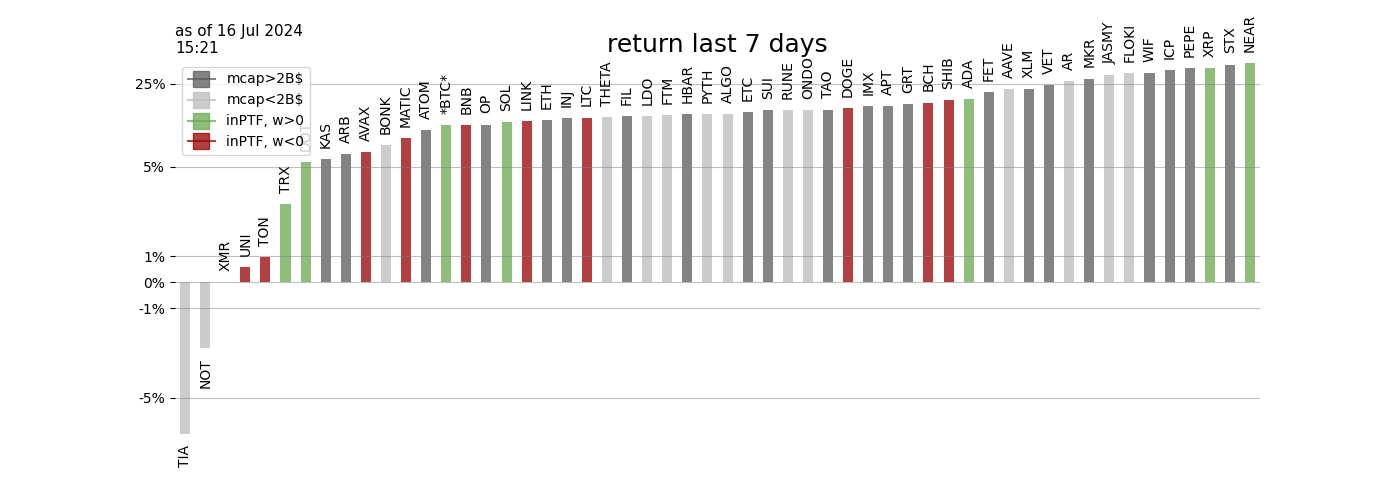 as of 16 Jul 2024
15:21
return last 7 days
mcap>2B$
mcap<2B$
inPTF, w>0
inPTF, w<0
25%
5%
1%
0%
-1%
-5%
TIA
NOT
XMR
UNI
TON
TRX
DOT
KAS
ARB
AVAX
BONK
MATIC
ATOM
*BTC*
BNB
OP
SOL
LINK
ETH
INJ
LTC
THETA
FIL
LDO
FTM
HBAR
PYTH
ALGO
ETC
SUI
RUNE
ONDO
TAO
DOGE
IMX
APT
GRT
BCH
SHIB
ADA
FET
AAVE
XLM
VET
AR
MKR
JASMY
FLOKI
WIF
ICP
PEPE
XRP
STX
NEAR